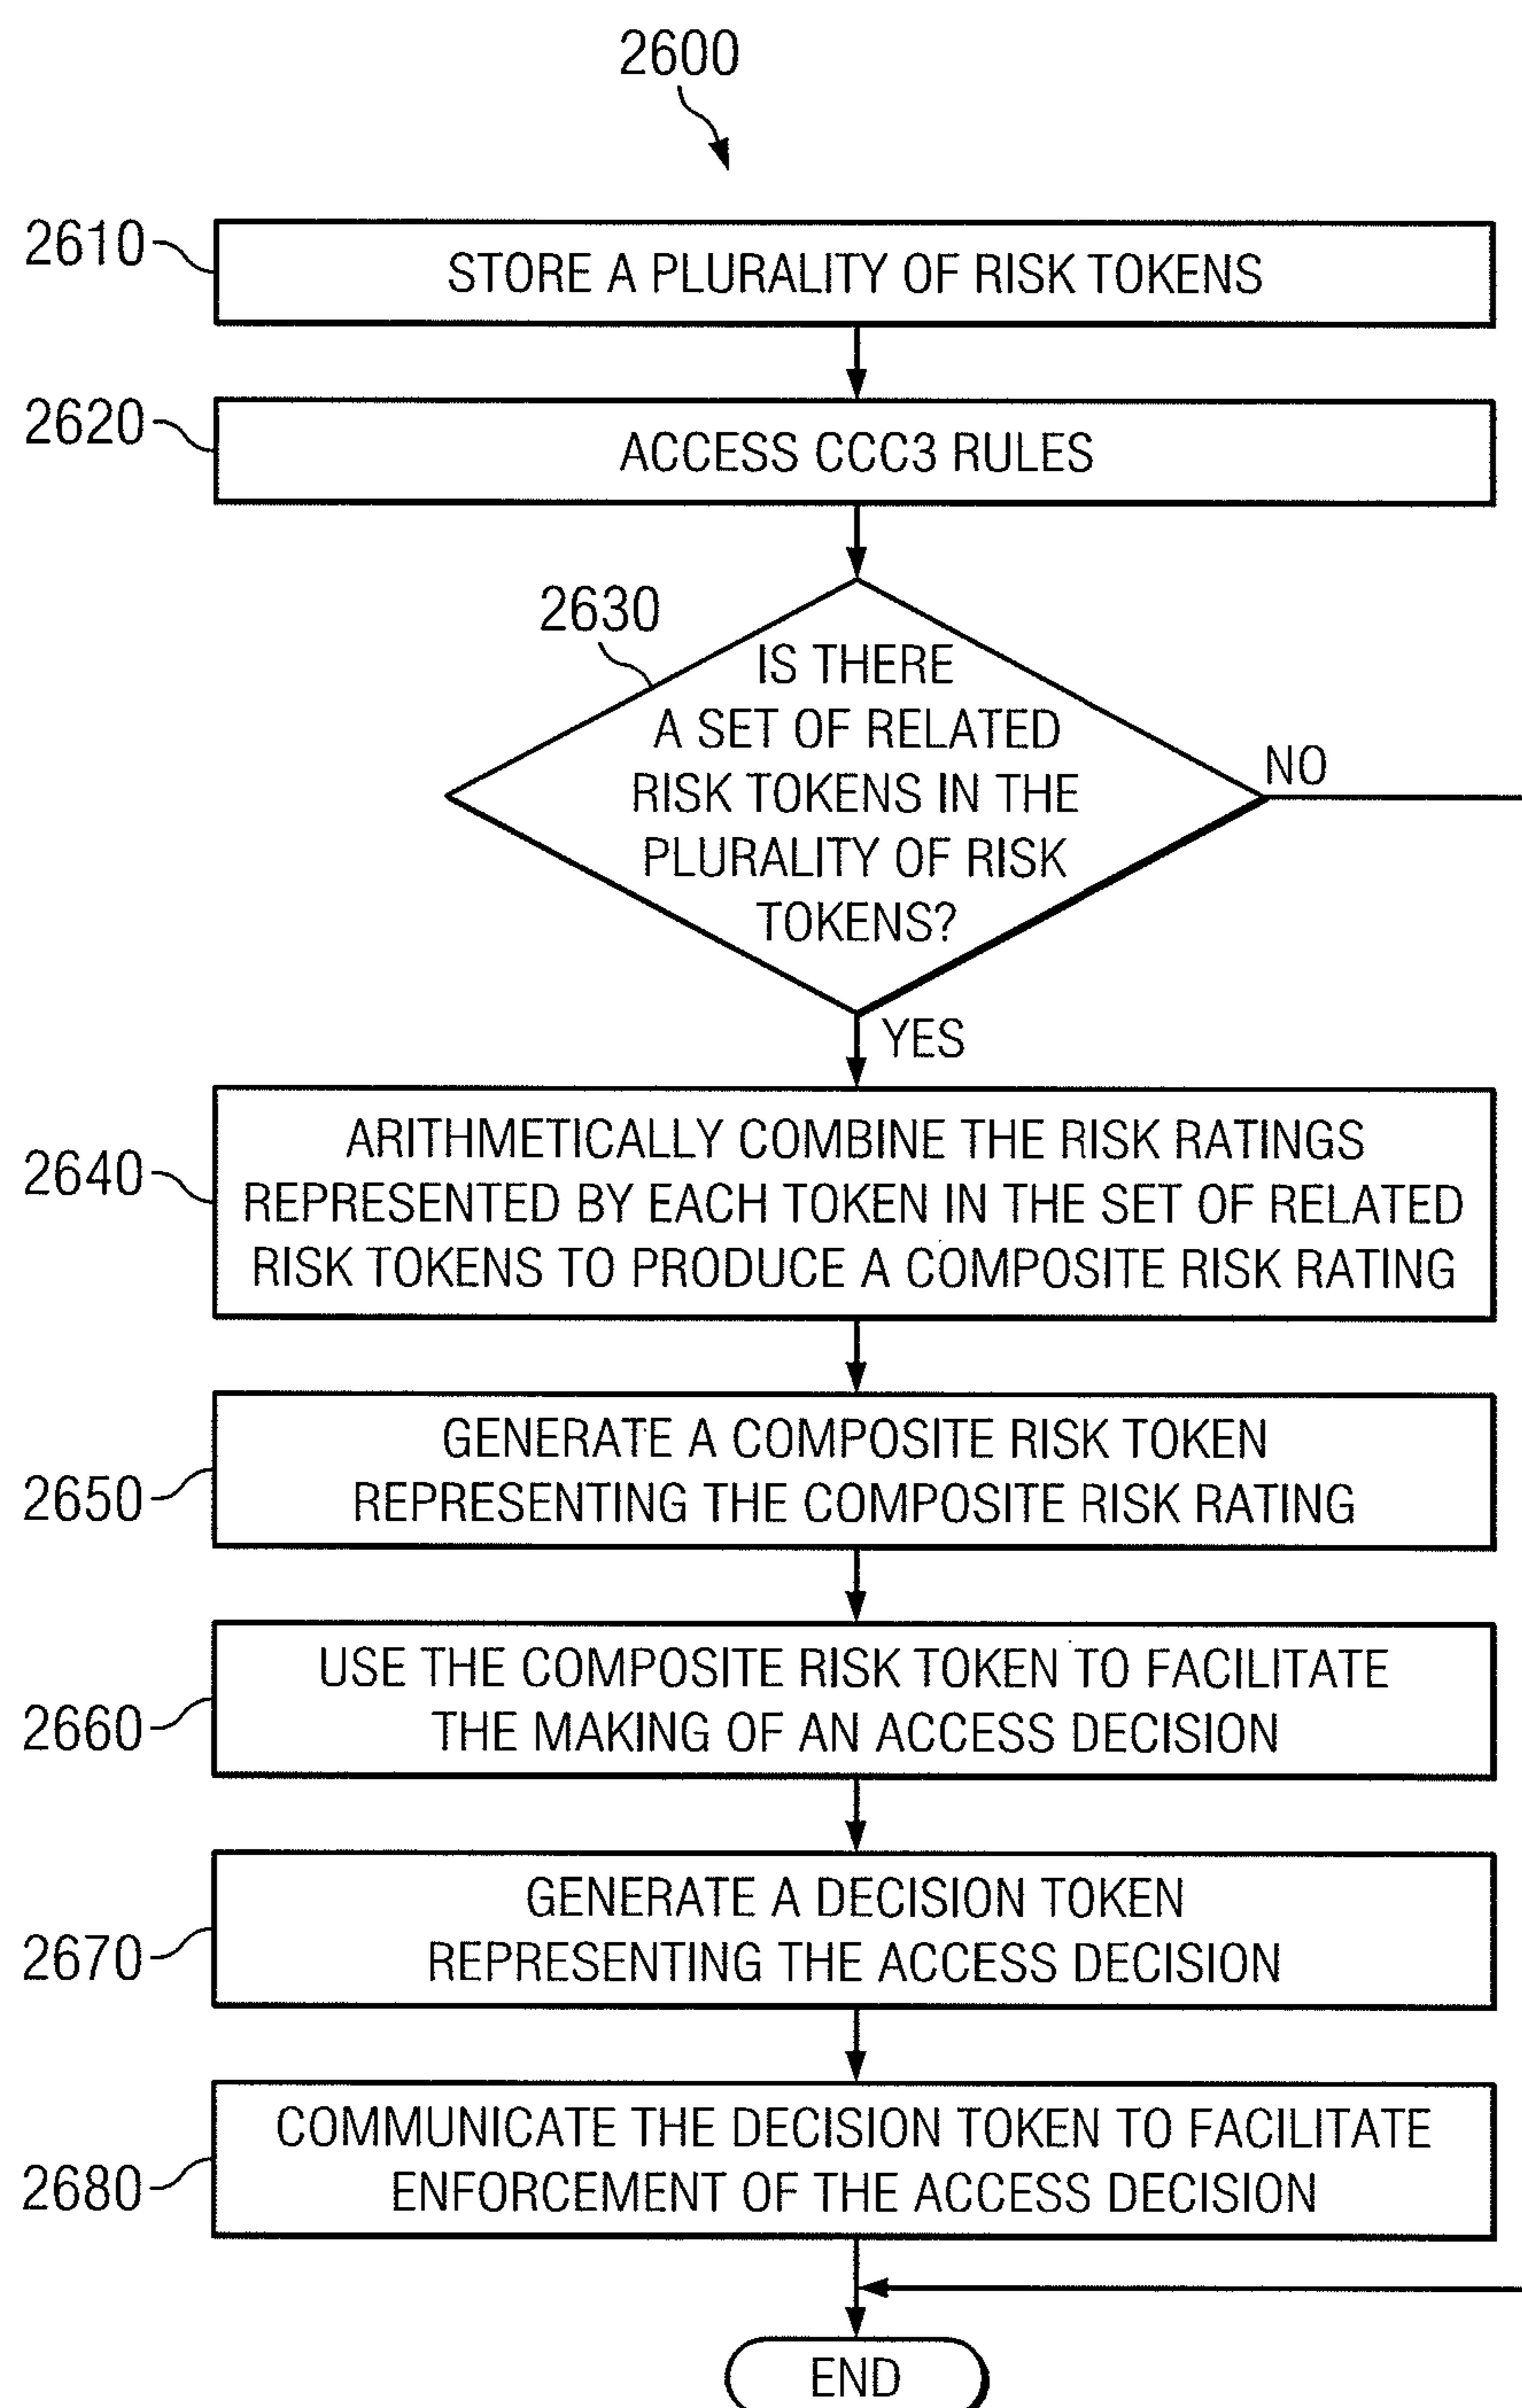 2600
2610
STORE A PLURALITY OF RISK TOKENS
2620
ACCESS CCC3 RULES
2630
IS THERE
A SET OF RELATED
RISK TOKENS IN THE
PLURALITY OF RISK
TOKENS?
NO
YES
2640
ARITHMETICALLY COMBINE THE RISK RATINGS
REPRESENTED BY EACH TOKEN IN THE SET OF RELATED
RISK TOKENS TO PRODUCE A COMPOSITE RISK RATING
2650
GENERATE A COMPOSITE RISK TOKEN
REPRESENTING THE COMPOSITE RISK RATING
2660
USE THE COMPOSITE RISK TOKEN TO FACILITATE
THE MAKING OF AN ACCESS DECISION
2670
GENERATE A DECISION TOKEN
REPRESENTING THE ACCESS DECISION
2680
COMMUNICATE THE DECISION TOKEN TO FACILITATE
ENFORCEMENT OF THE ACCESS DECISION
END